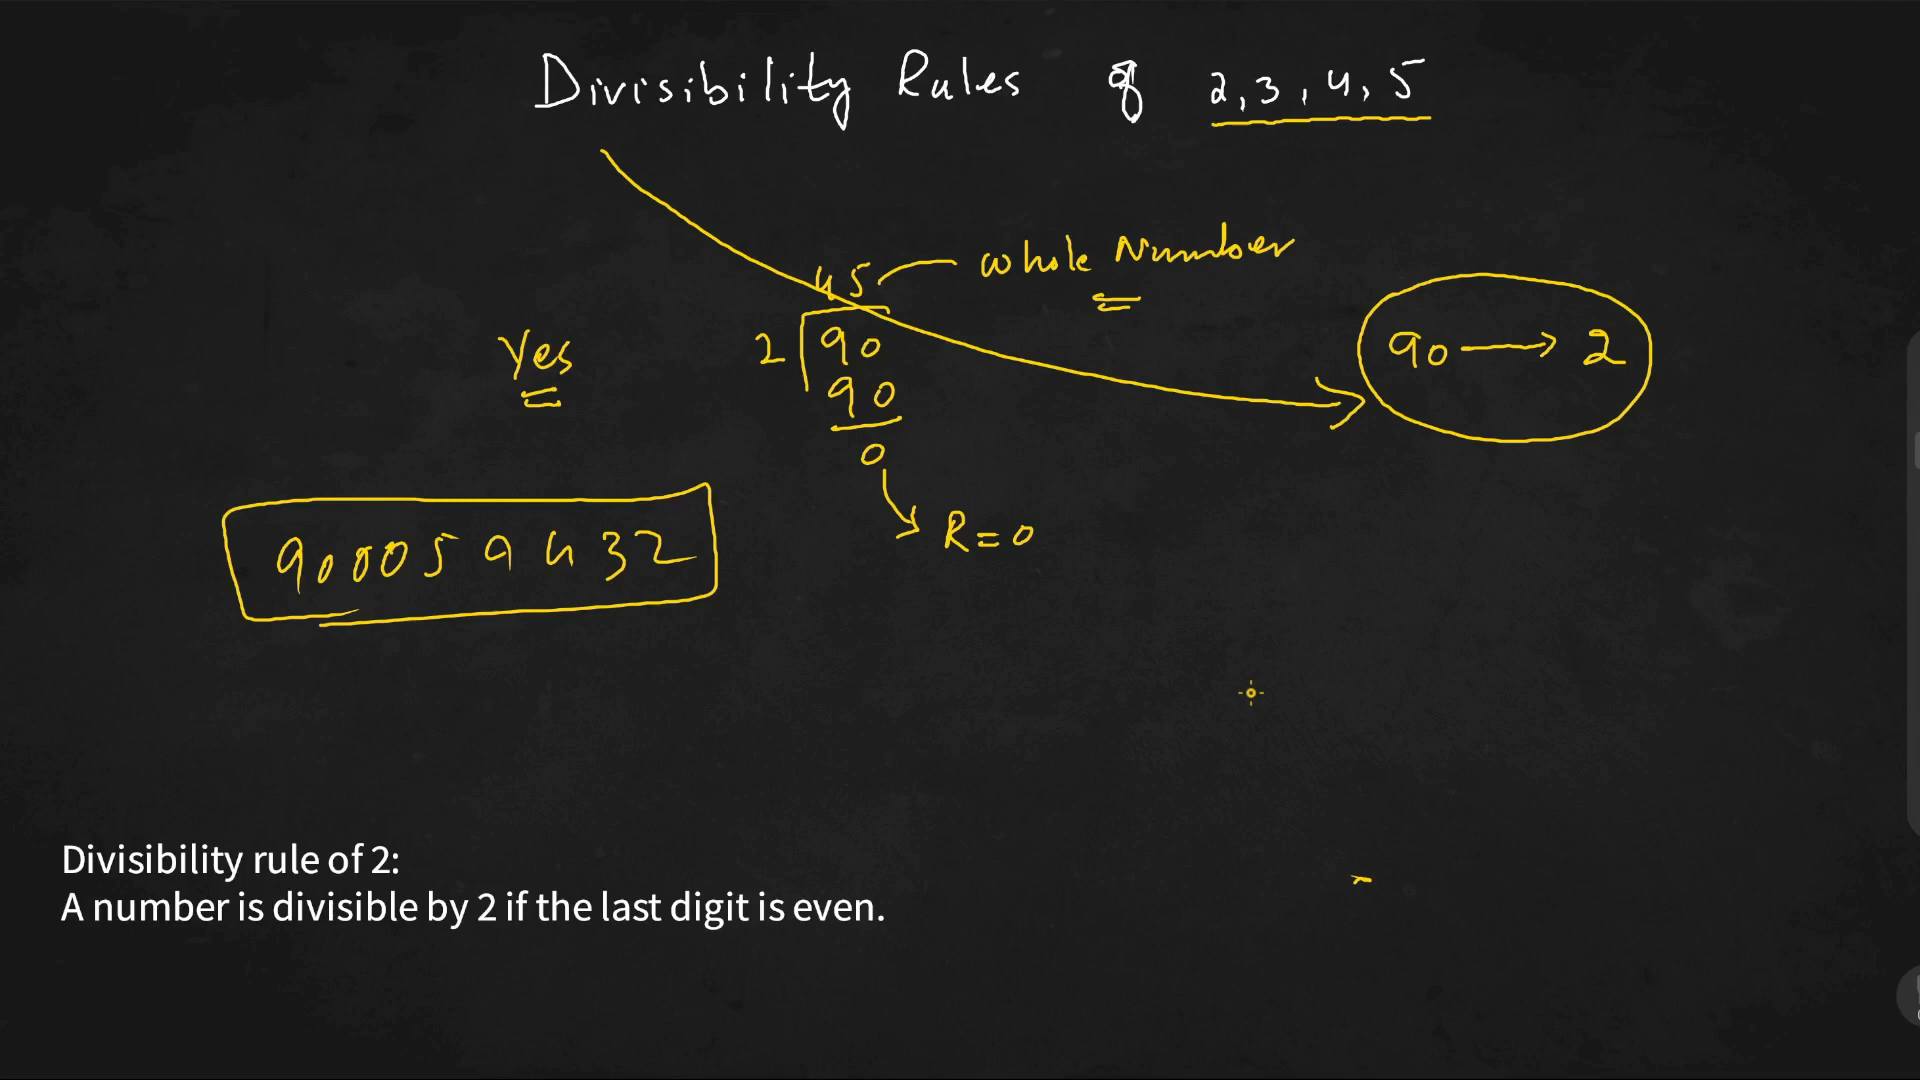 Divisibility Rules of 2, 3, 4, 5
45 whole Number
Yes
2 90
90
0
R = 0
90 → 2
900059432
Divisibility rule of 2:
A number is divisible by 2 if the last digit is even.